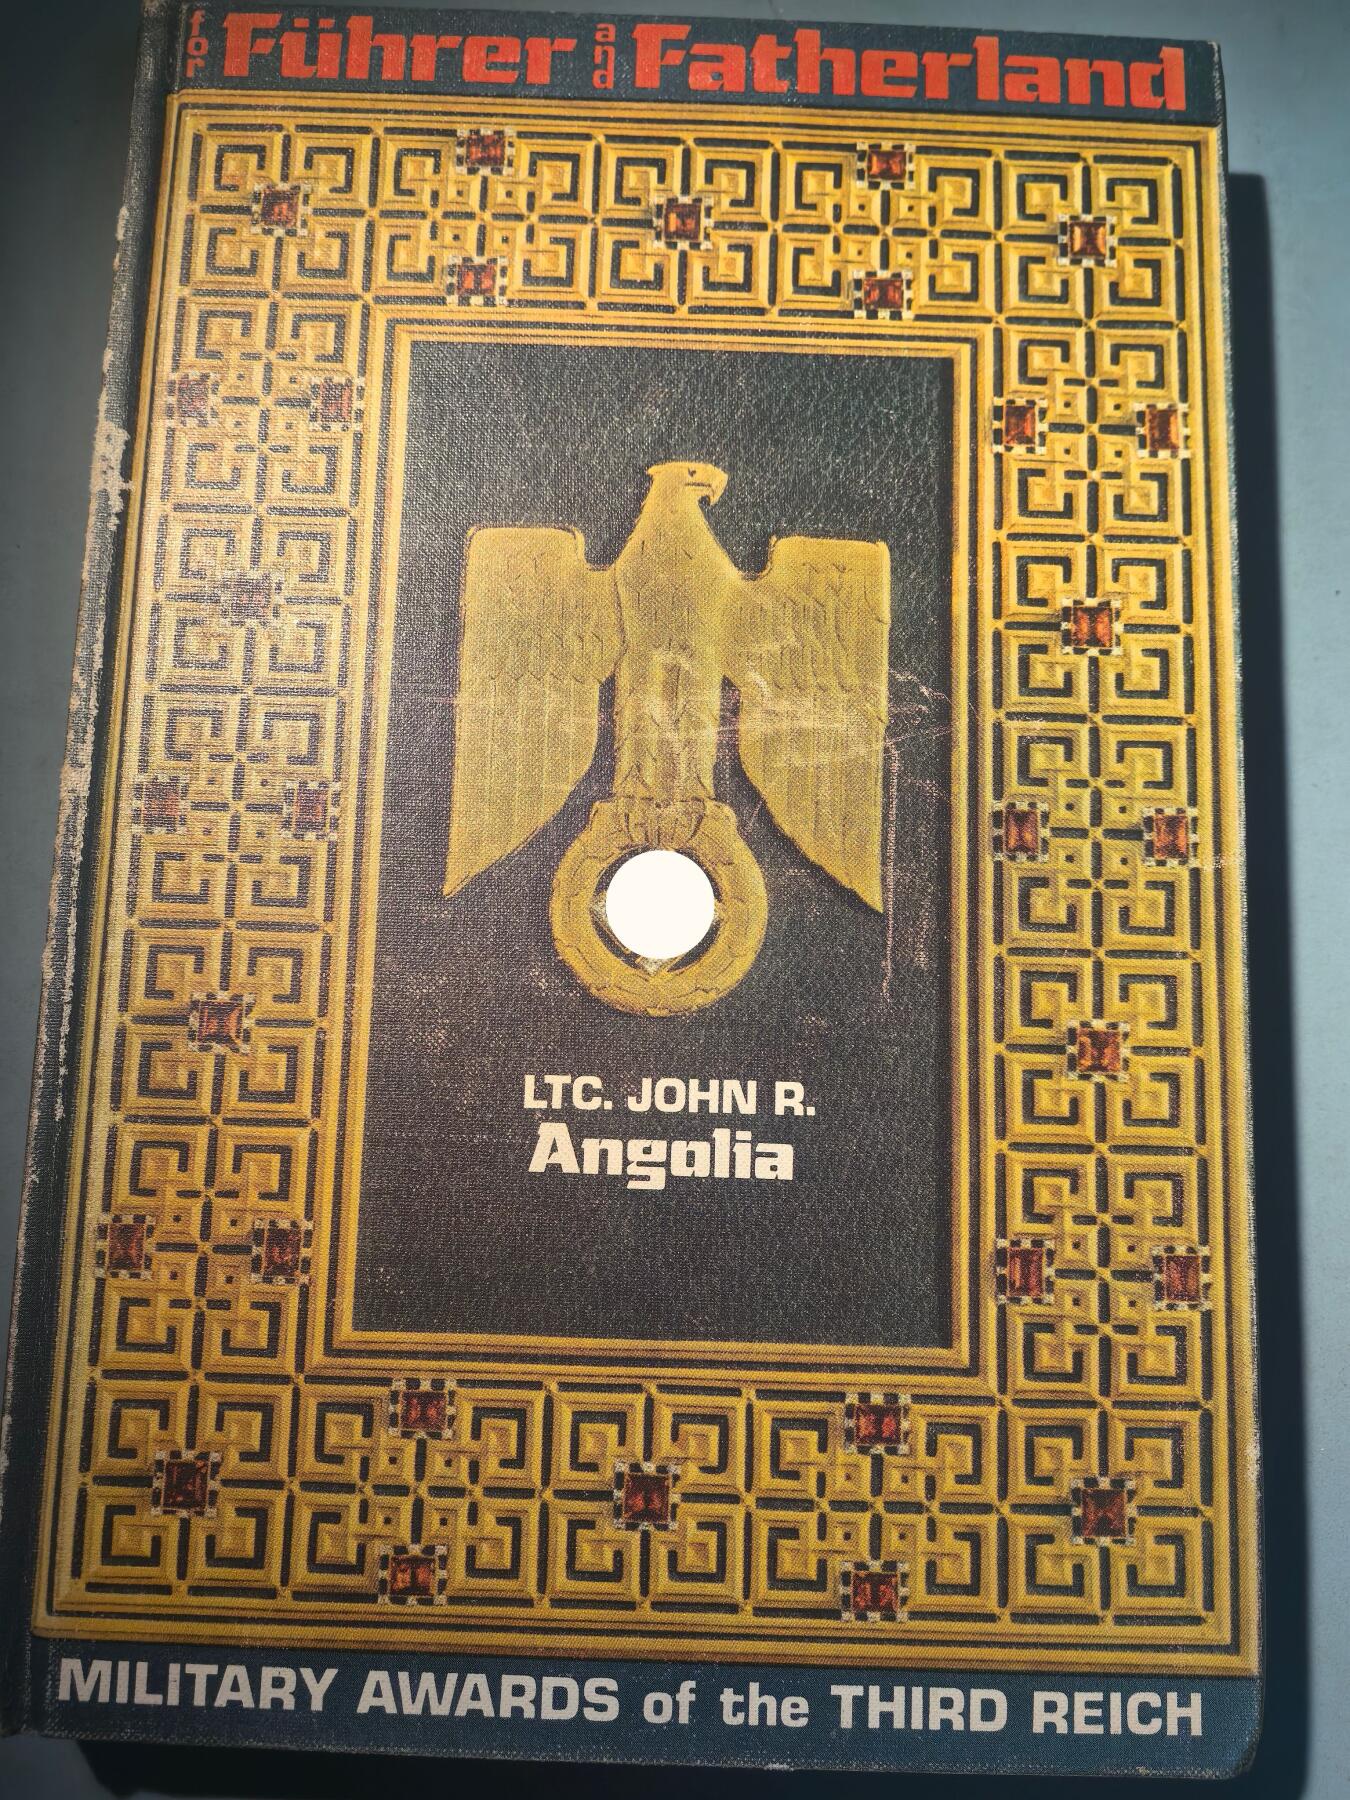 for Führer and Fatherland
LTC. JOHN R.
Angolia
MILITARY AWARDS of the THIRD REICH